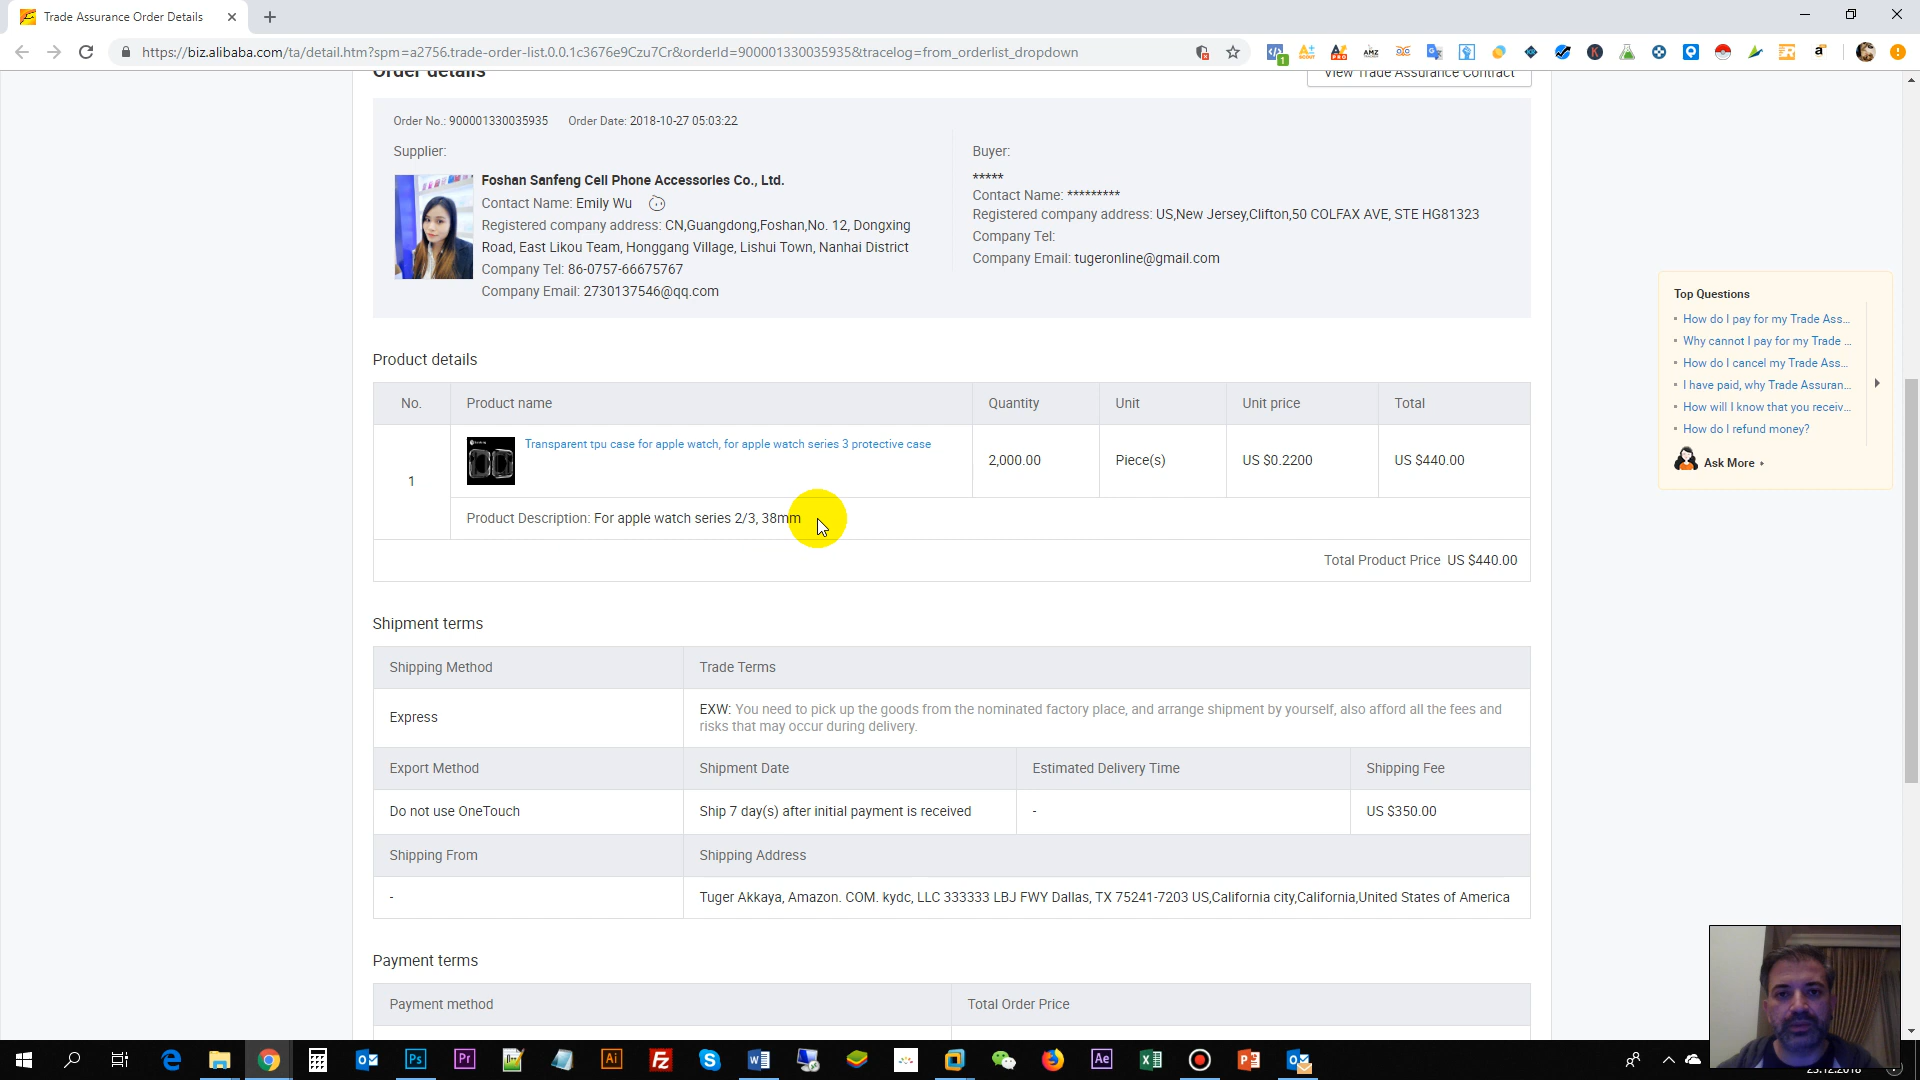 Trade Assurance Order Details
https://biz.alibaba.com/ta/detail.htm?spm=a2756.trade-order-list.0.0.1c3676e9Czu7Cr&orderId=900001330035935&tracelog=from_orderlist_dropdown
Order details
View Trade Assurance Contract
Order No.: 900001330035935 Order Date: 2018-10-27 05:03:22
Supplier:
Foshan Sanfeng Cell Phone Accessories Co., Ltd.
Contact Name: Emily Wu
Registered company address: CN,Guangdong,Foshan,No. 12, Dongxing
Road, East Likou Team, Honggang Village, Lishui Town, Nanhai District
Company Tel: 86-0757-66675767
Company Email: 2730137546@qq.com
Buyer:
*****
Contact Name: *********
Registered company address: US,New Jersey,Clifton,50 COLFAX AVE, STE HG81323
Company Tel:
Company Email: tugeronline@gmail.com
Top Questions
How do I pay for my Trade Ass...
Why cannot I pay for my Trade ...
How do I cancel my Trade Ass...
I have paid, why Trade Assuran...
How will I know that you receiv...
How do I refund money?
Ask More
Product details
No. Product name Quantity Unit Unit price Total
1 Transparent tpu case for apple watch, for apple watch series 3 protective case 2,000.00 Piece(s) US $0.2200 US $440.00
Product Description: For apple watch series 2/3, 38mm
Total Product Price US $440.00
Shipment terms
Shipping Method Trade Terms
Express
EXW: You need to pick up the goods from the nominated factory place, and arrange shipment by yourself, also afford all the fees and
risks that may occur during delivery.
Export Method Shipment Date Estimated Delivery Time Shipping Fee
Do not use OneTouch Ship 7 day(s) after initial payment is received - US $350.00
Shipping From Shipping Address
- Tuger Akkaya, Amazon. COM. kydc, LLC 333333 LBJ FWY Dallas, TX 75241-7203 US,California city,California,United States of America
Payment terms
Payment method Total Order Price